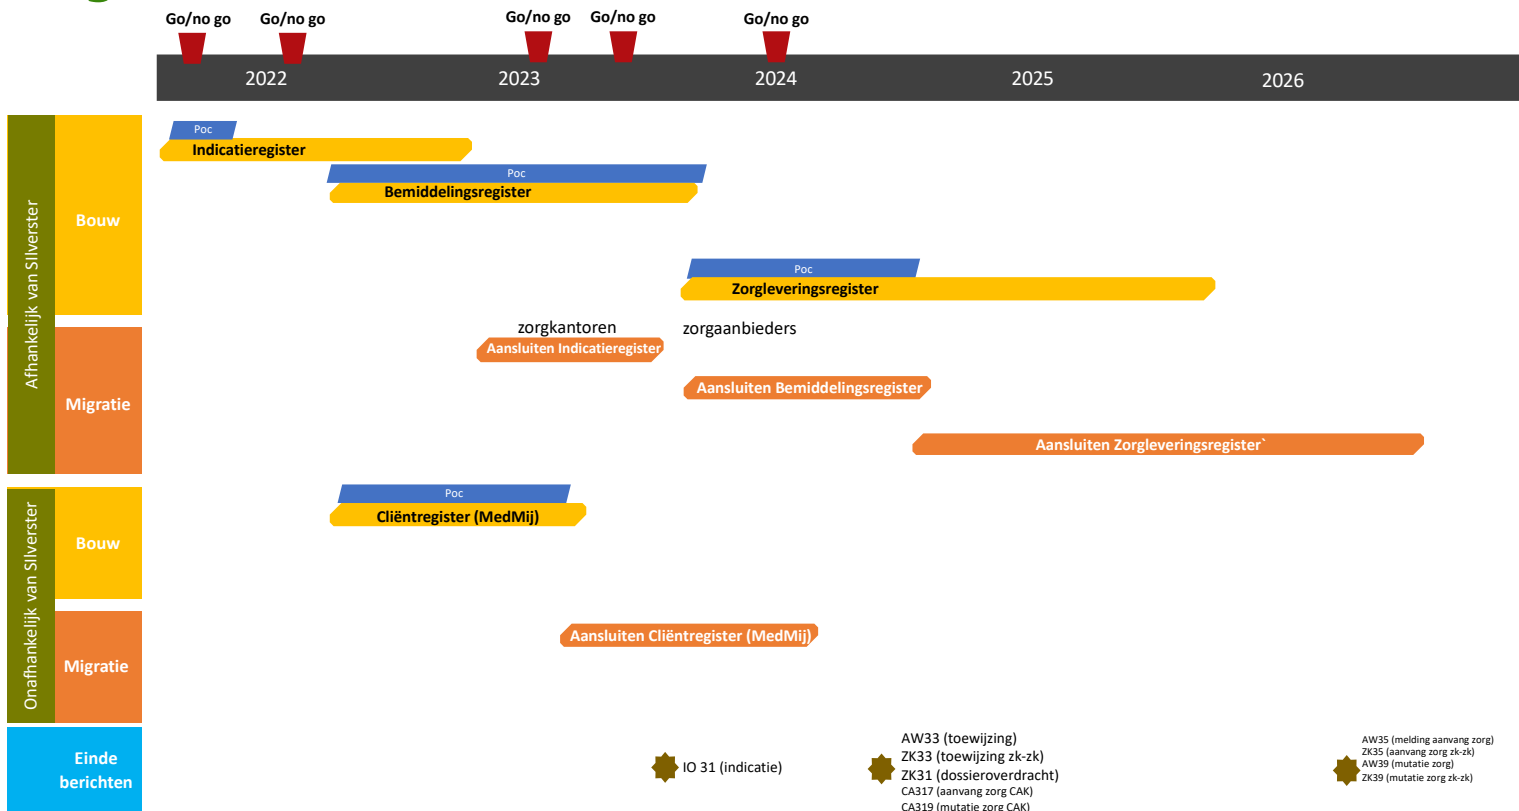 Go/no go
Go/no go
Go/no go
Go/no go
Go/no go
2022
2023
2024
2025
2026
Afhankelijk van SIlverster
Bouw
Poc
Indicatieregister
Poc
Bemiddelingsregister
Poc
Zorgleveringsregister
Migratie
zorgkantoren
zorgaanbieders
Aansluiten Indicatieregister
Aansluiten Bemiddelingsregister
Aansluiten Zorgleveringsregister`
Onafhankelijk van SIlverster
Bouw
Poc
Cliëntregister (MedMij)
Migratie
Aansluiten Cliëntregister (MedMij)
Einde
berichten
IO 31 (indicatie)
AW33 (toewijzing)
ZK33 (toewijzing zk-zk)
ZK31 (dossieroverdracht)
CA317 (aanvang zorg CAK)
CA319 (mutatie zorg CAK)
AW35 (melding aanvang zorg)
ZK35 (aanvang zorg zk-zk)
AW39 (mutatie zorg)
ZK39 (mutatie zorg zk-zk)